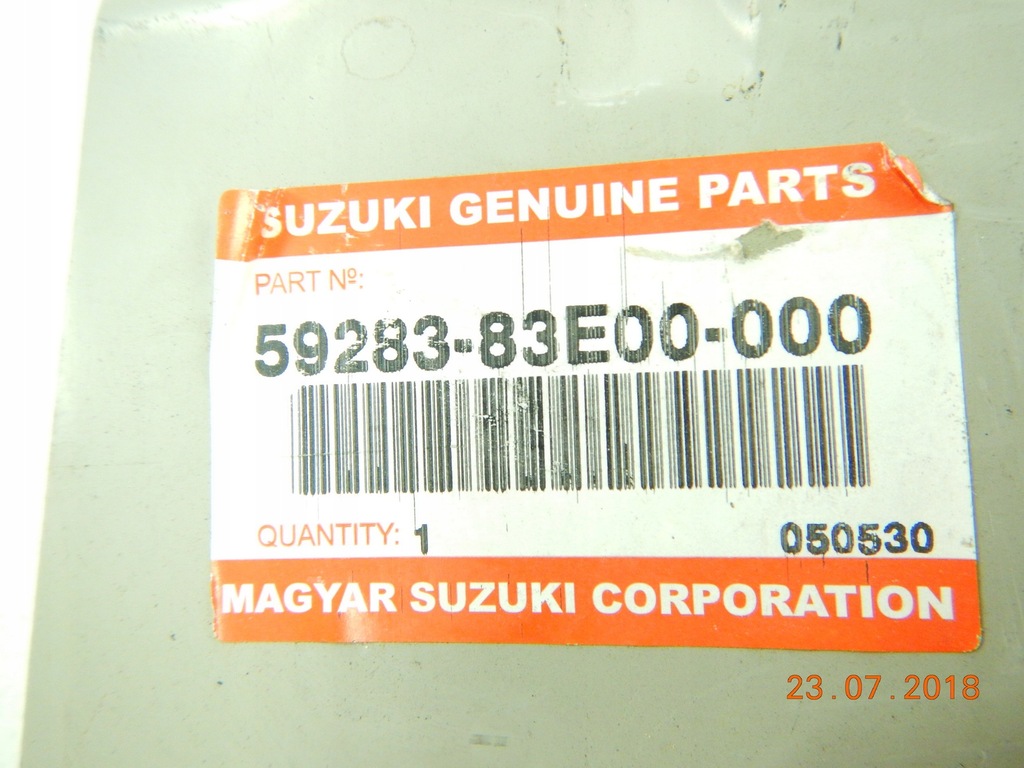 SUZUKI GENUINE PARTS
PART Nº:
59283-83E00-000
QUANTITY: 1 050530
MAGYAR SUZUKI CORPORATION
23.07.2018